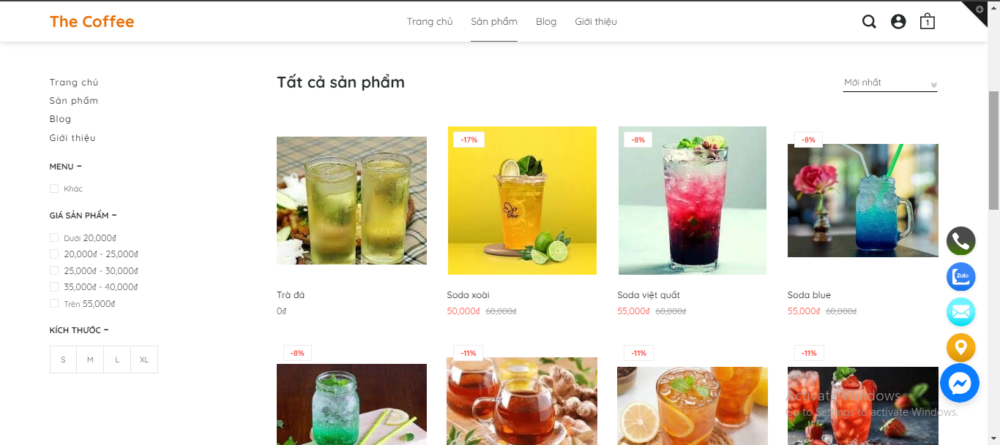 The Coffee
Trang chủ Sản phẩm Blog Giới thiệu
1
Trang chủ
Sản phẩm
Blog
Giới thiệu
MENU −
Khác
GIÁ SẢN PHẨM −
Dưới 20,000₫
20,000₫ - 25,000₫
25,000₫ - 30,000₫
35,000₫ - 40,000₫
Trên 55,000₫
KÍCH THƯỚC −
S M L XL
Tất cả sản phẩm
Mới nhất
-17%
-8%
-8%
Trà đá
0₫
Soda xoài
50,000₫ 60,000₫
Soda việt quất
55,000₫ 60,000₫
Soda blue
55,000₫ 60,000₫
-8%
-11%
-11%
-11%
Zalo
Activate Windows
Go to Settings to activate Windows.